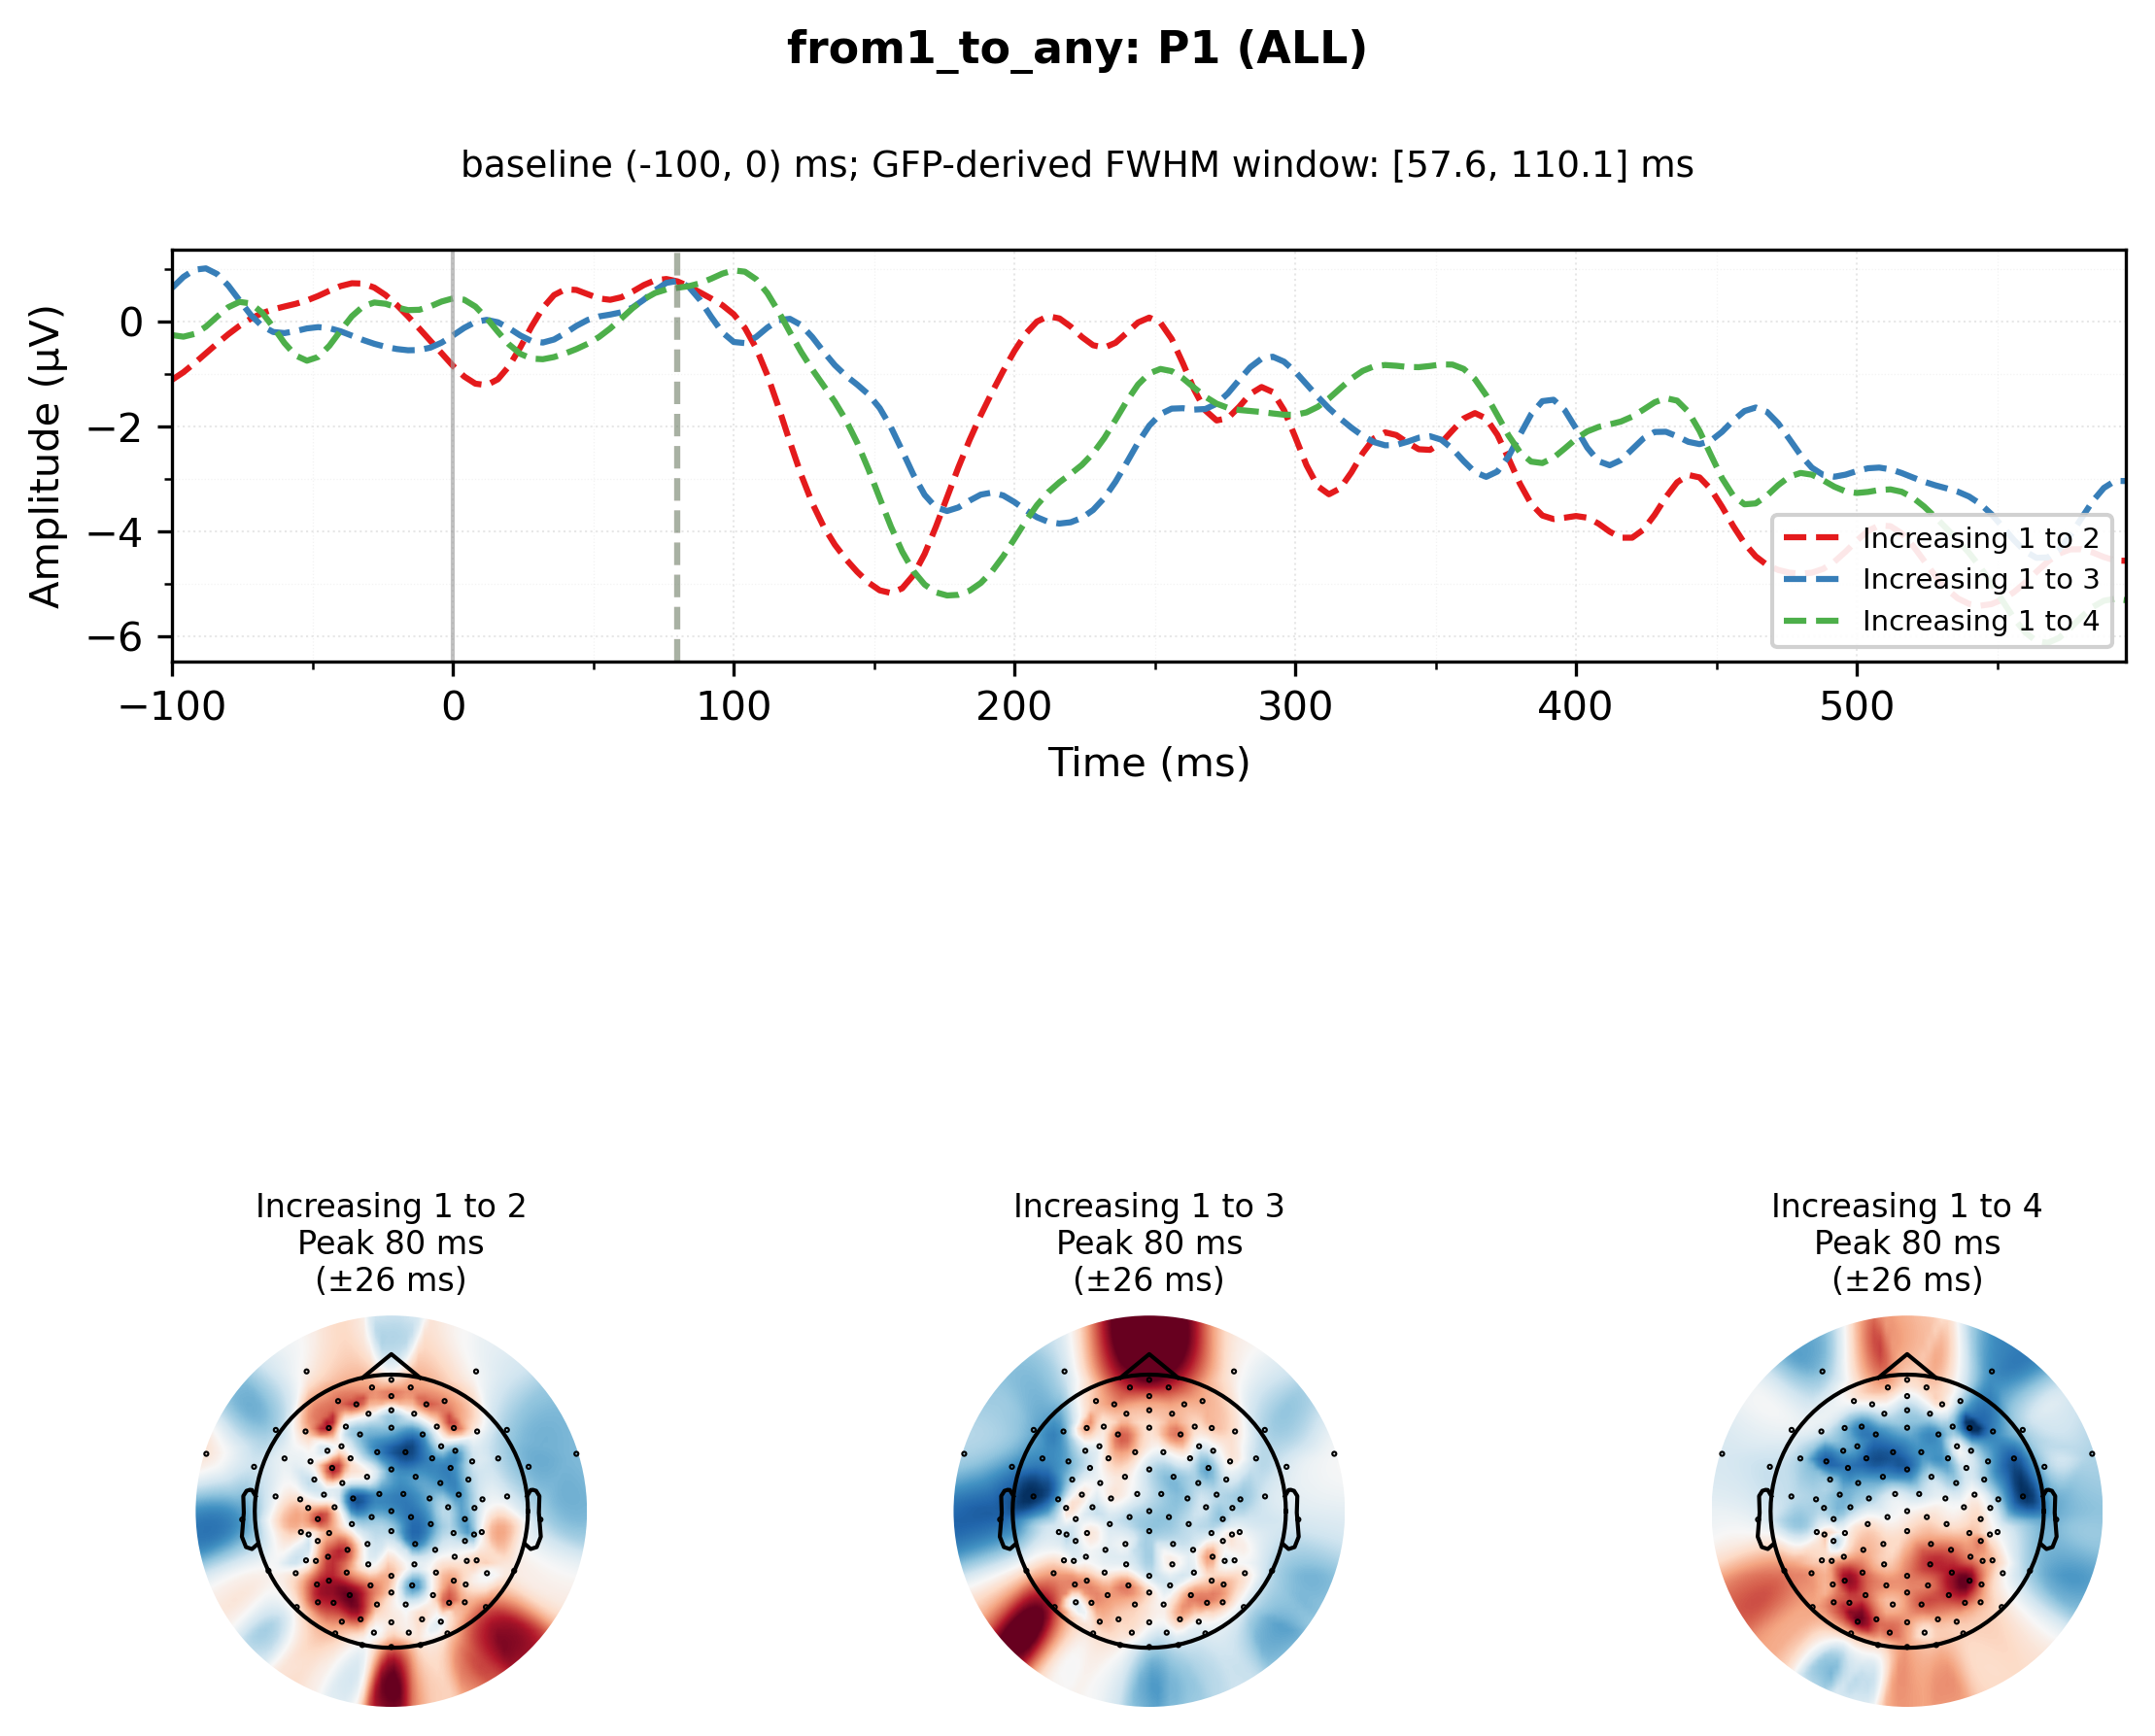 from1_to_any: P1 (ALL)
baseline (-100, 0) ms; GFP-derived FWHM window: [57.6, 110.1] ms
Amplitude (μV)
0
−2
−4
−6
−100
0
100
200
300
400
500
Time (ms)
Increasing 1 to 2
Increasing 1 to 3
Increasing 1 to 4
Increasing 1 to 2
Peak 80 ms
(±26 ms)
Increasing 1 to 3
Peak 80 ms
(±26 ms)
Increasing 1 to 4
Peak 80 ms
(±26 ms)